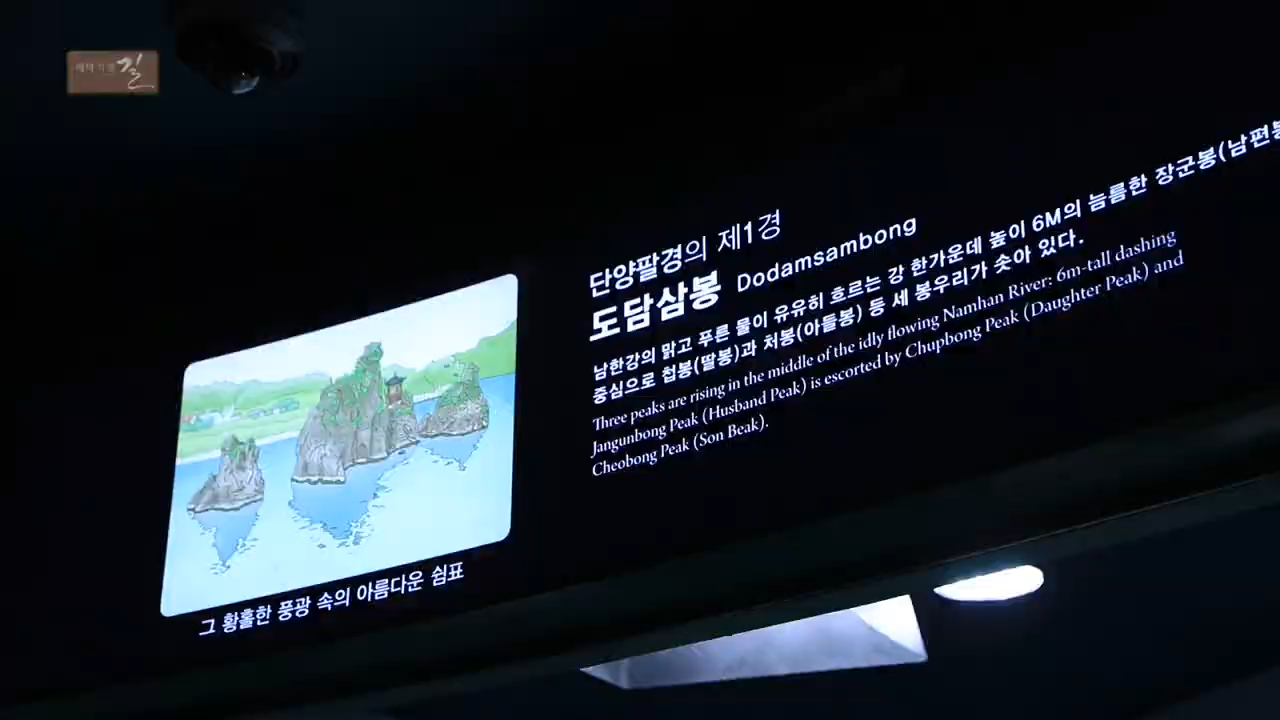 길
단양팔경의 제1경
도담삼봉 Dodamsambong
남한강의 맑고 푸른 물이 유유히 흐르는 강 한가운데 높이 6M의 늠름한 장군봉(남편봉
중심으로 첩봉(딸봉)과 처봉(아들봉) 등 세 봉우리가 솟아 있다.
Three peaks are rising in the middle of the idly flowing Namhan River: 6m-tall dashing
Jangunbong Peak (Husband Peak) is escorted by Chupbong Peak (Daughter Peak) and
Cheobong Peak (Son Beak).
그 황홀한 풍광 속의 아름다운 쉼표